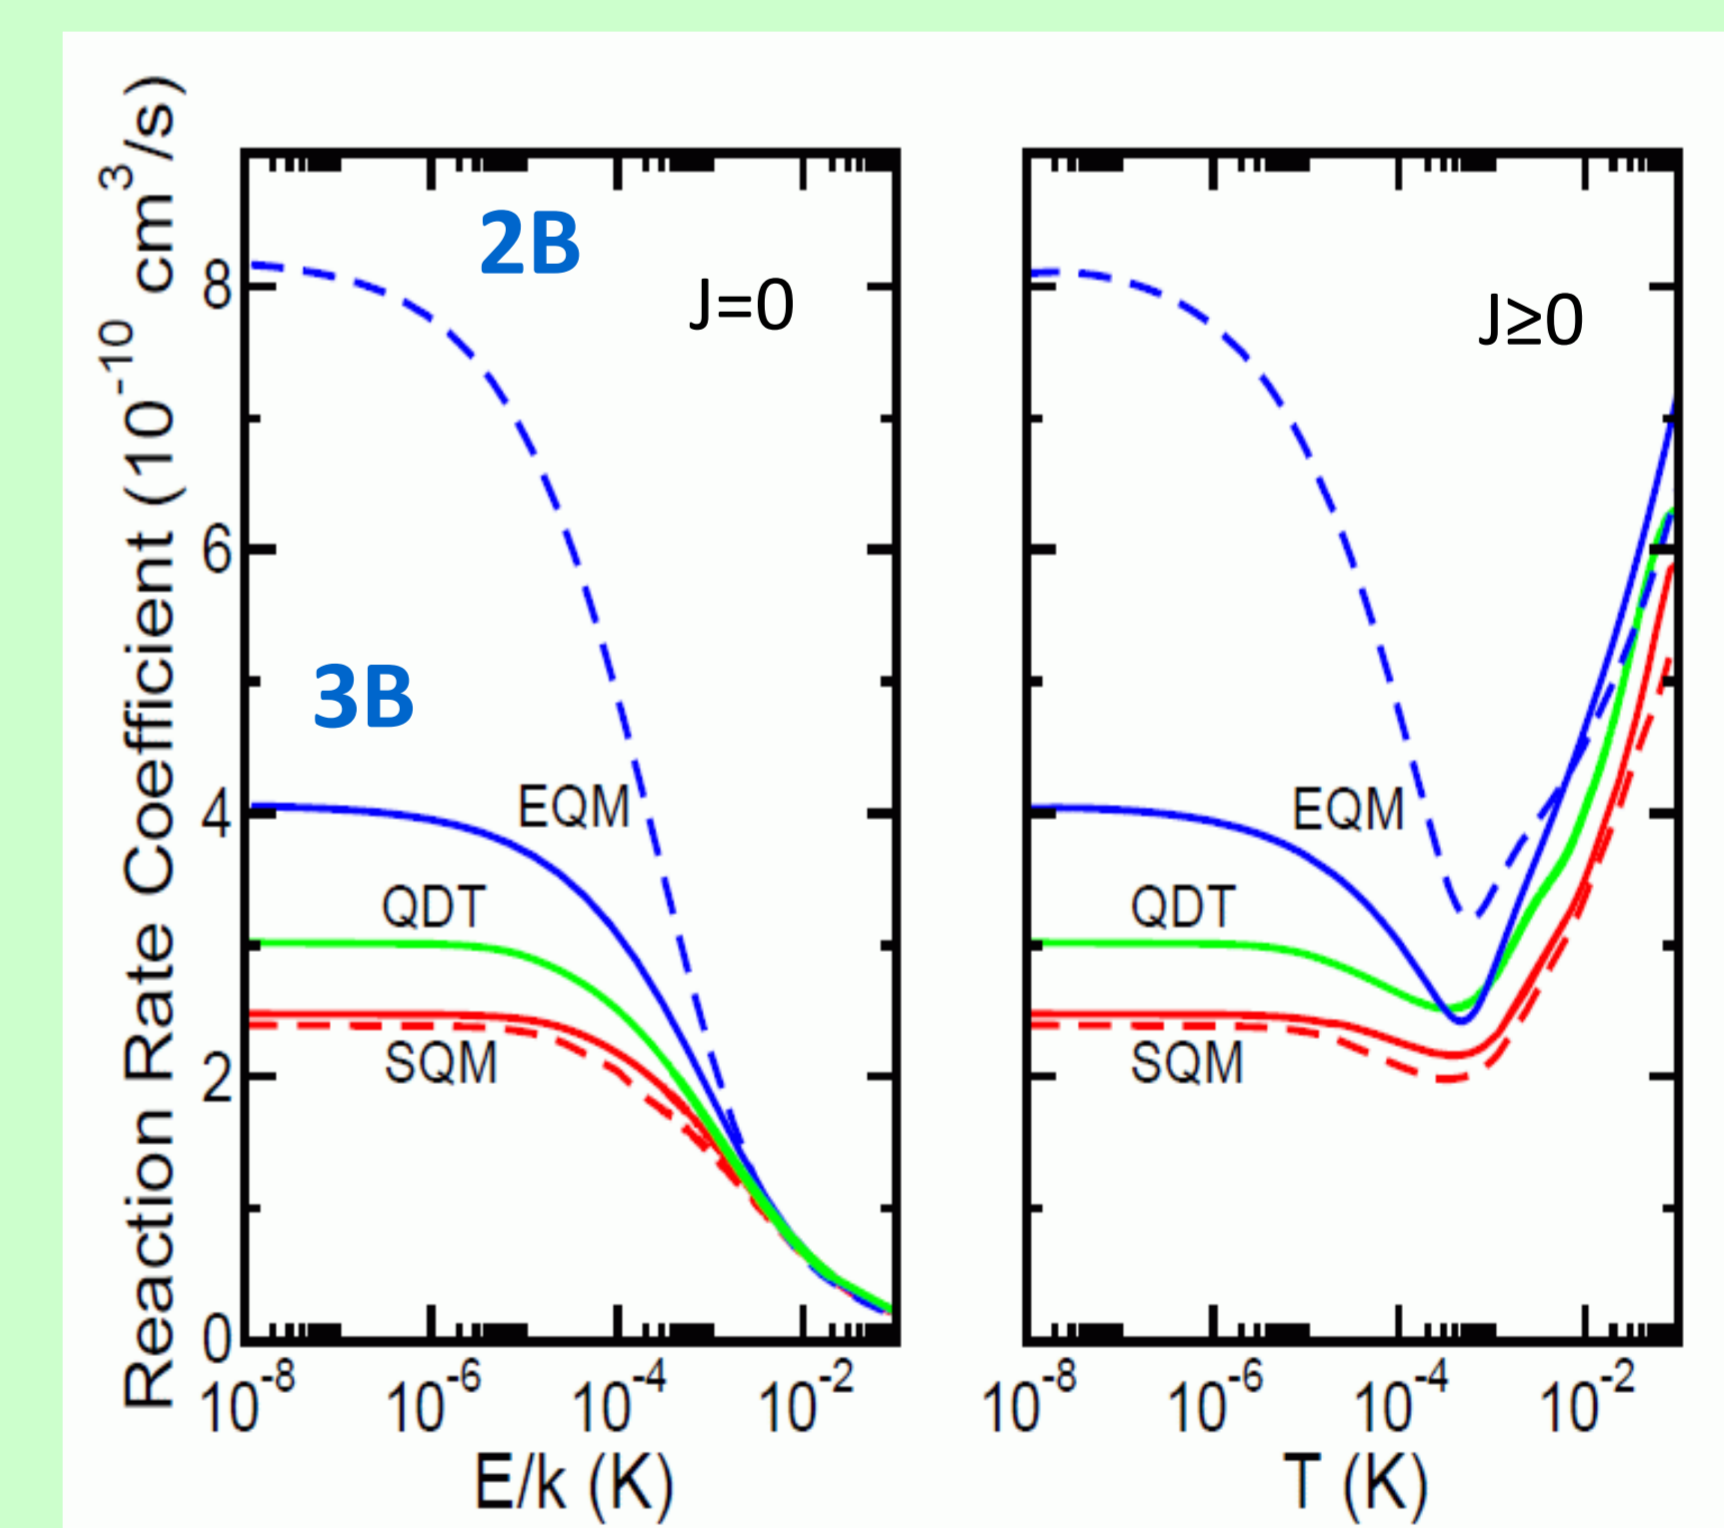 Reaction Rate Coefficient (10⁻¹⁰ cm³/s)
2B
J=0
3B
EQM
QDT
SQM
8
6
4
2
0
10⁻⁸ 10⁻⁶ 10⁻⁴ 10⁻²
E/k (K)
J≥0
EQM
QDT
SQM
10⁻⁸ 10⁻⁶ 10⁻⁴ 10⁻²
T (K)